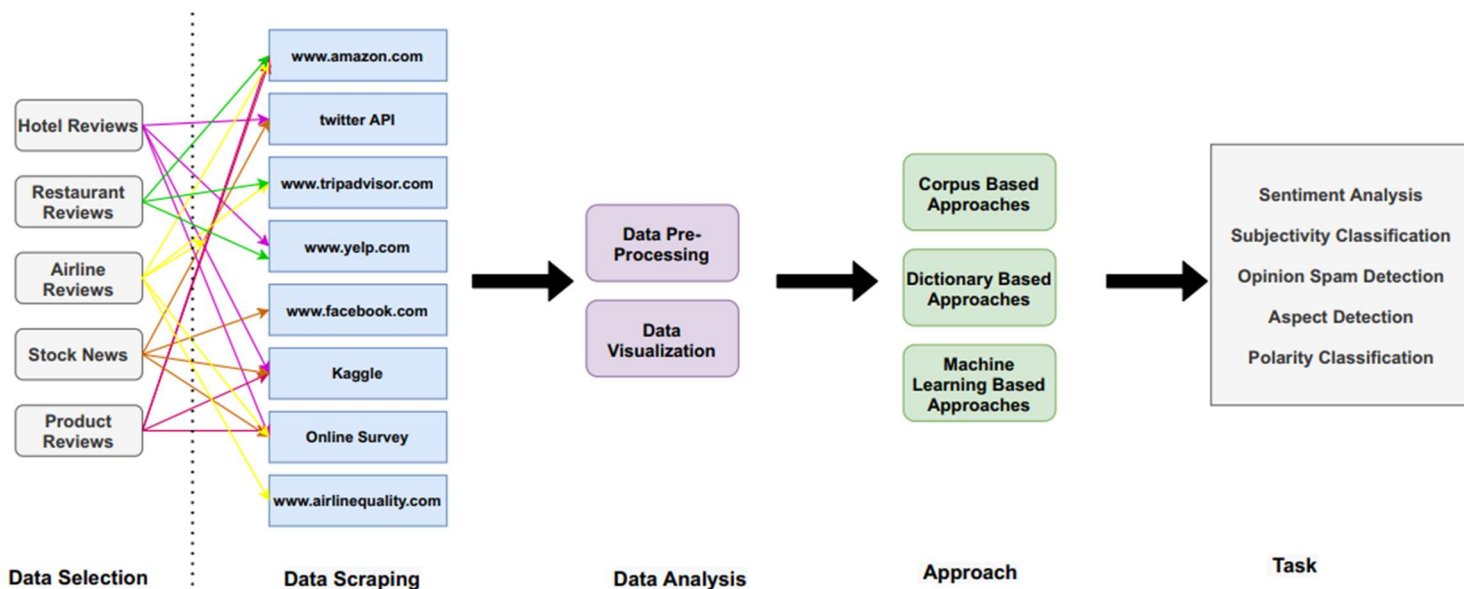 Hotel Reviews
Restaurant
Reviews
Airline
Reviews
Stock News
Product
Reviews
Data Selection
www.amazon.com
twitter API
www.tripadvisor.com
www.yelp.com
www.facebook.com
Kaggle
Online Survey
www.airlinequality.com
Data Scraping
Data Pre-
Processing
Data
Visualization
Data Analysis
Corpus Based
Approaches
Dictionary Based
Approaches
Machine
Learning Based
Approaches
Approach
Sentiment Analysis
Subjectivity Classification
Opinion Spam Detection
Aspect Detection
Polarity Classification
Task